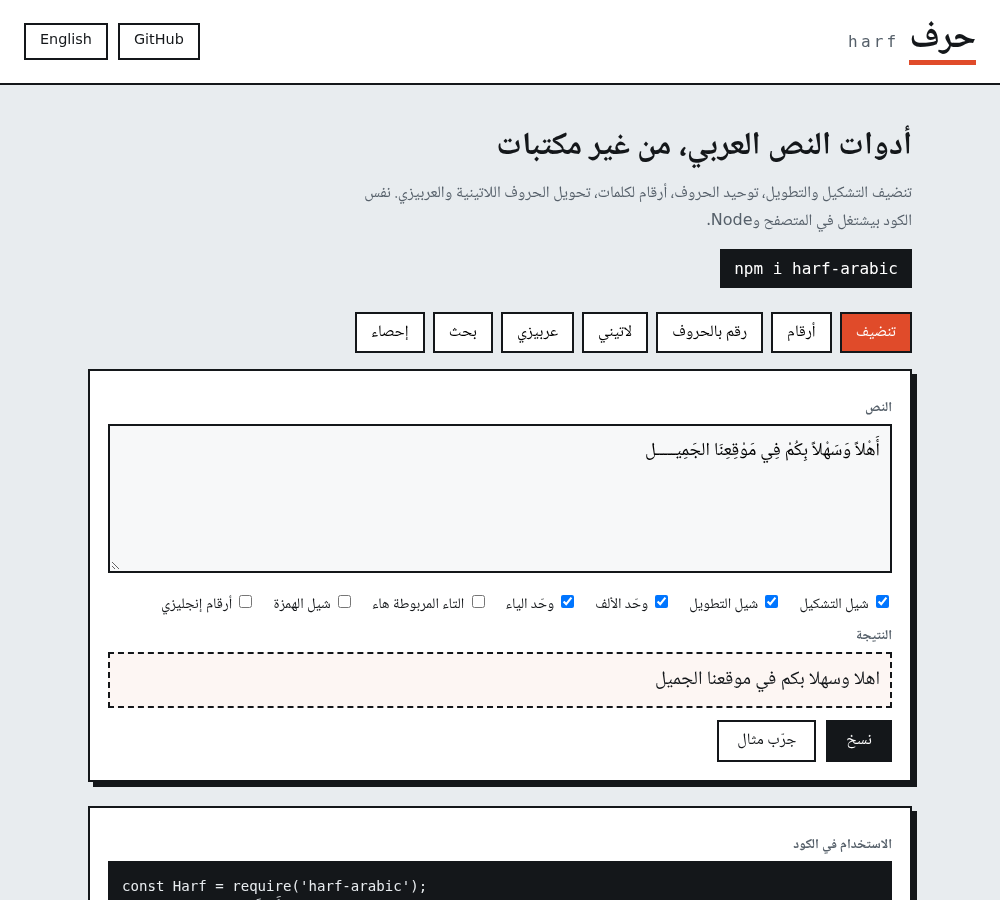 حرف harf
GitHub
English
أدوات النص العربي، من غير مكتبات
تنضيف التشكيل والتطويل، توحيد الحروف، أرقام لكلمات، تحويل الحروف اللاتينية والعربيزي. نفس
الكود بيشتغل في المتصفح وNode.
npm i harf-arabic
تنضيف
أرقام
رقم بالحروف
لاتيني
عربيزي
بحث
إحصاء
النص
أَهْلاً وَسَهْلاً بِكُمْ فِي مَوْقِعِنَا الجَمِيـــــل
شيل التشكيل
شيل التطويل
وحّد الألف
وحّد الياء
التاء المربوطة هاء
شيل الهمزة
أرقام إنجليزي
النتيجة
اهلا وسهلا بكم في موقعنا الجميل
نسخ
جرّب مثال
الاستخدام في الكود
const Harf = require('harf-arabic');